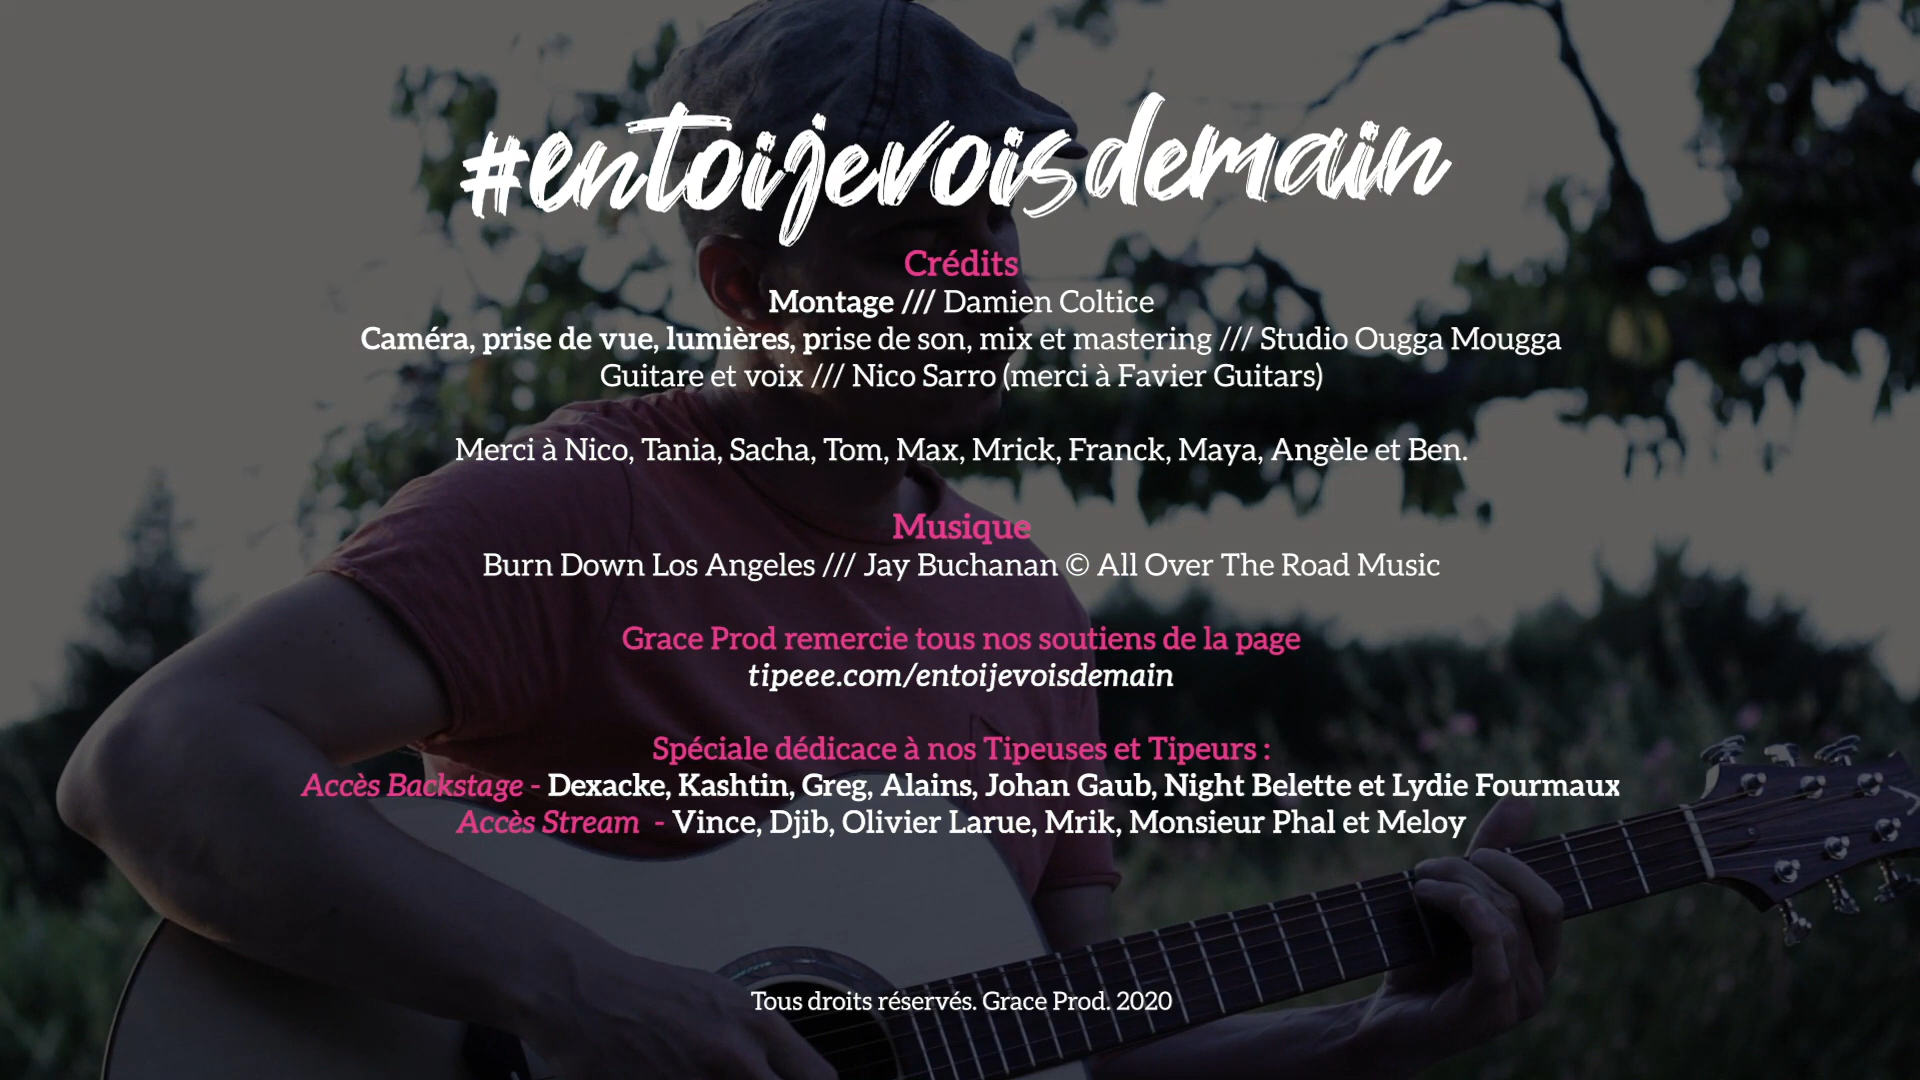 #entoijevoisdemain
Crédits
Montage /// Damien Coltice
Caméra, prise de vue, lumières, prise de son, mix et mastering /// Studio Ougga Mougga
Guitare et voix /// Nico Sarro (merci à Favier Guitars)
Merci à Nico, Tania, Sacha, Tom, Max, Mrick, Franck, Maya, Angèle et Ben.
Musique
Burn Down Los Angeles /// Jay Buchanan © All Over The Road Music
Grace Prod remercie tous nos soutiens de la page
tipeee.com/entoijevoisdemain
Spéciale dédicace à nos Tipeuses et Tipeurs :
Accès Backstage - Dexacke, Kashtin, Greg, Alains, Johan Gaub, Night Belette et Lydie Fourmaux
Accès Stream - Vince, Djib, Olivier Larue, Mrik, Monsieur Phal et Meloy
Tous droits réservés. Grace Prod. 2020